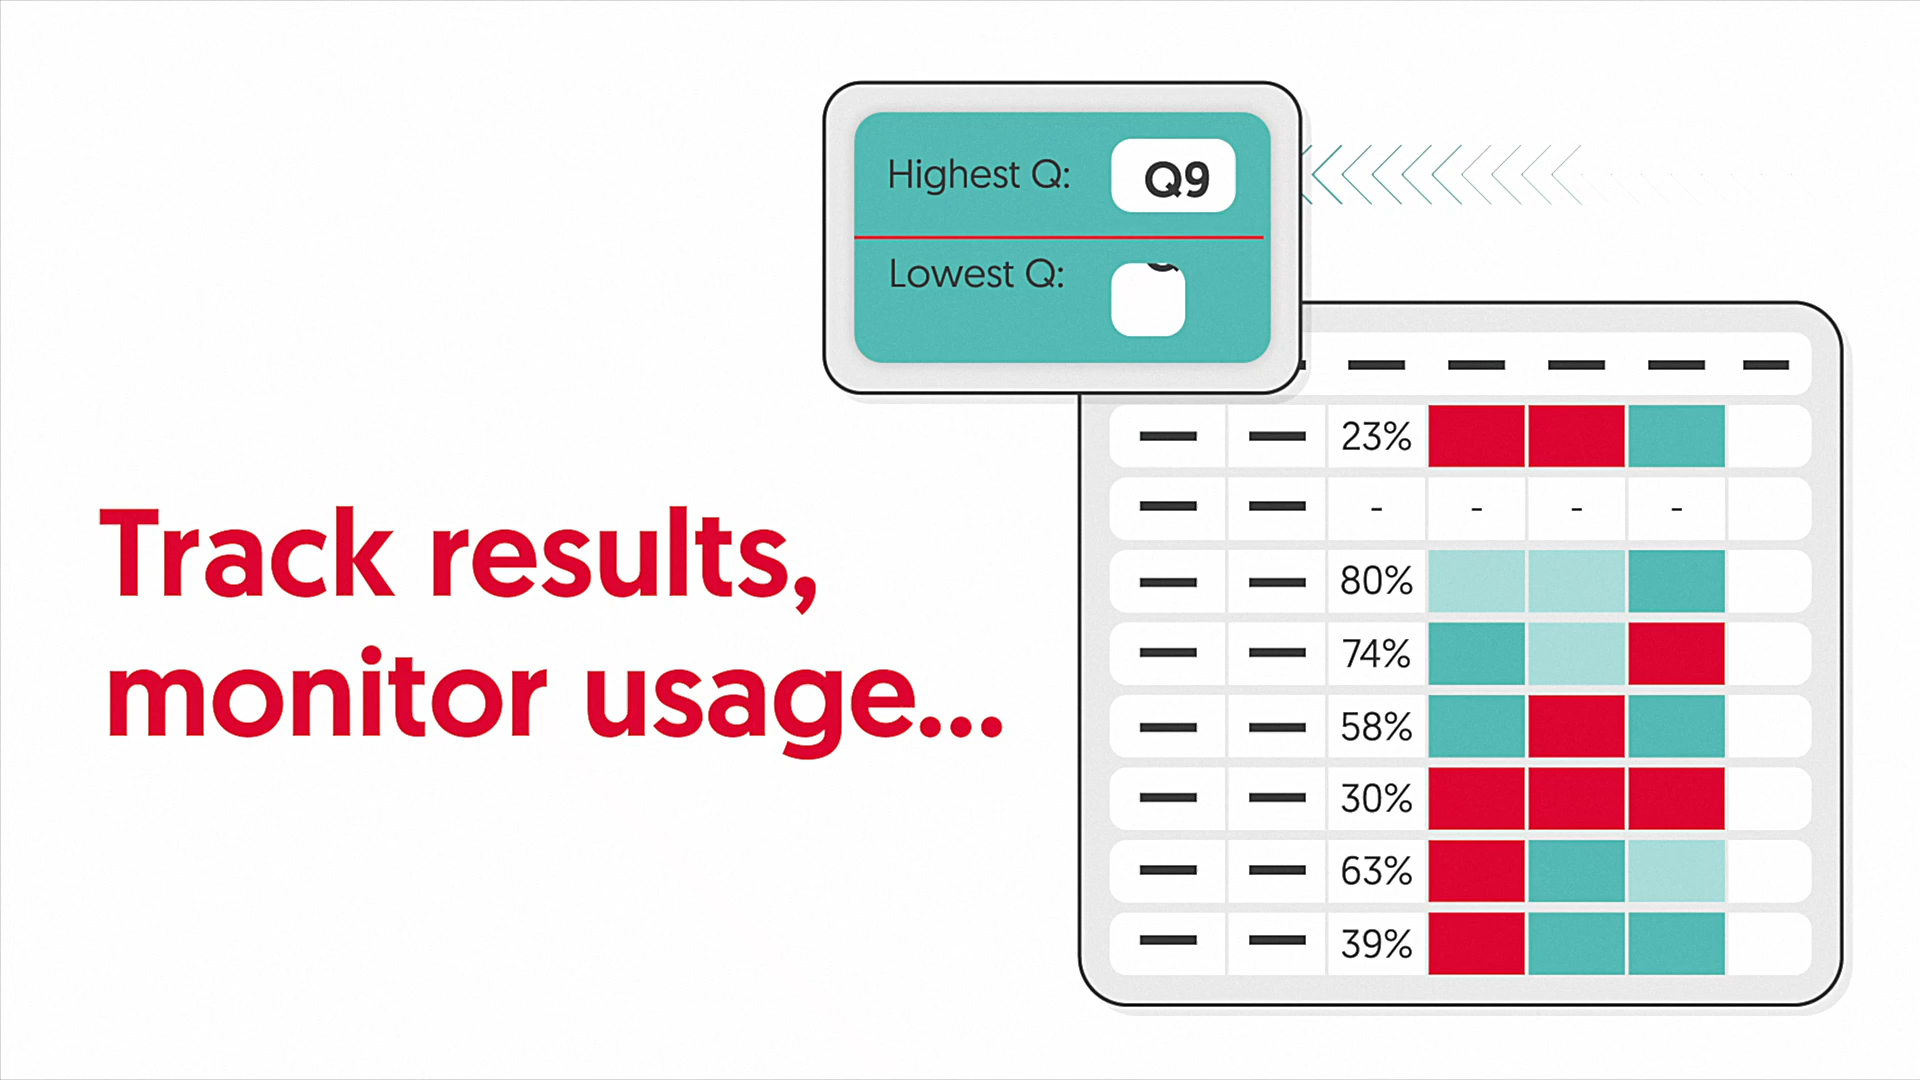 Highest Q: Q9
Lowest Q:
Track results,
monitor usage...
23%
- - - -
80%
74%
58%
30%
63%
39%